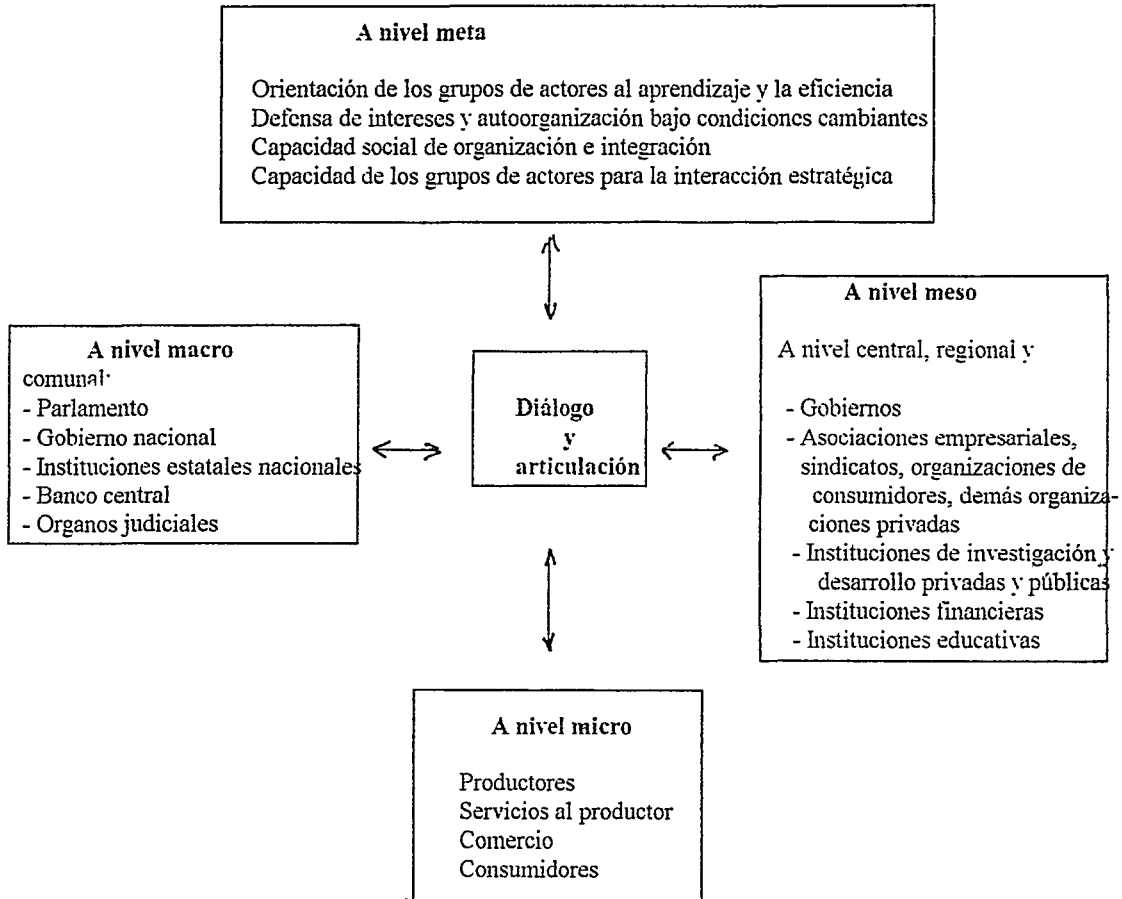 A nivel meta
Orientación de los grupos de actores al aprendizaje y la eficiencia
Defensa de intereses y autoorganización bajo condiciones cambiantes
Capacidad social de organización e integración
Capacidad de los grupos de actores para la interacción estratégica
A nivel macro
comunal:
- Parlamento
- Gobierno nacional
- Instituciones estatales nacionales
- Banco central
- Organos judiciales
Diálogo
y
articulación
A nivel meso
A nivel central, regional y
- Gobiernos
- Asociaciones empresariales,
sindicatos, organizaciones de
consumidores, demás organiza-
ciones privadas
- Instituciones de investigación y
desarrollo privadas y públicas
- Instituciones financieras
- Instituciones educativas
A nivel micro
Productores
Servicios al productor
Comercio
Consumidores